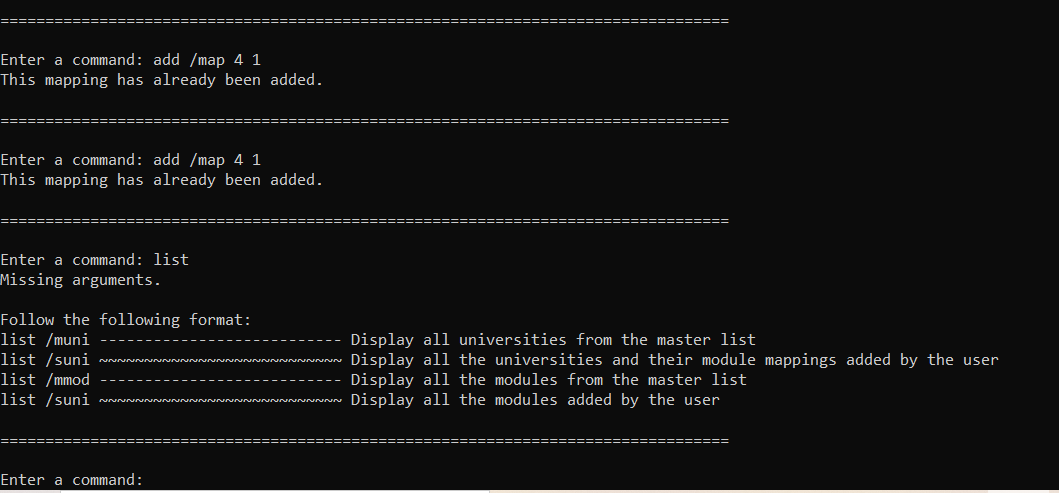 ================================================================================
Enter a command: add /map 4 1
This mapping has already been added.
================================================================================
Enter a command: add /map 4 1
This mapping has already been added.
================================================================================
Enter a command: list
Missing arguments.
Follow the following format:
list /muni --------------------------- Display all universities from the master list
list /suni ~~~~~~~~~~~~~~~~~~~~~~~~~~~ Display all the universities and their module mappings added by the user
list /mmod --------------------------- Display all the modules from the master list
list /suni ~~~~~~~~~~~~~~~~~~~~~~~~~~~ Display all the modules added by the user
================================================================================
Enter a command: